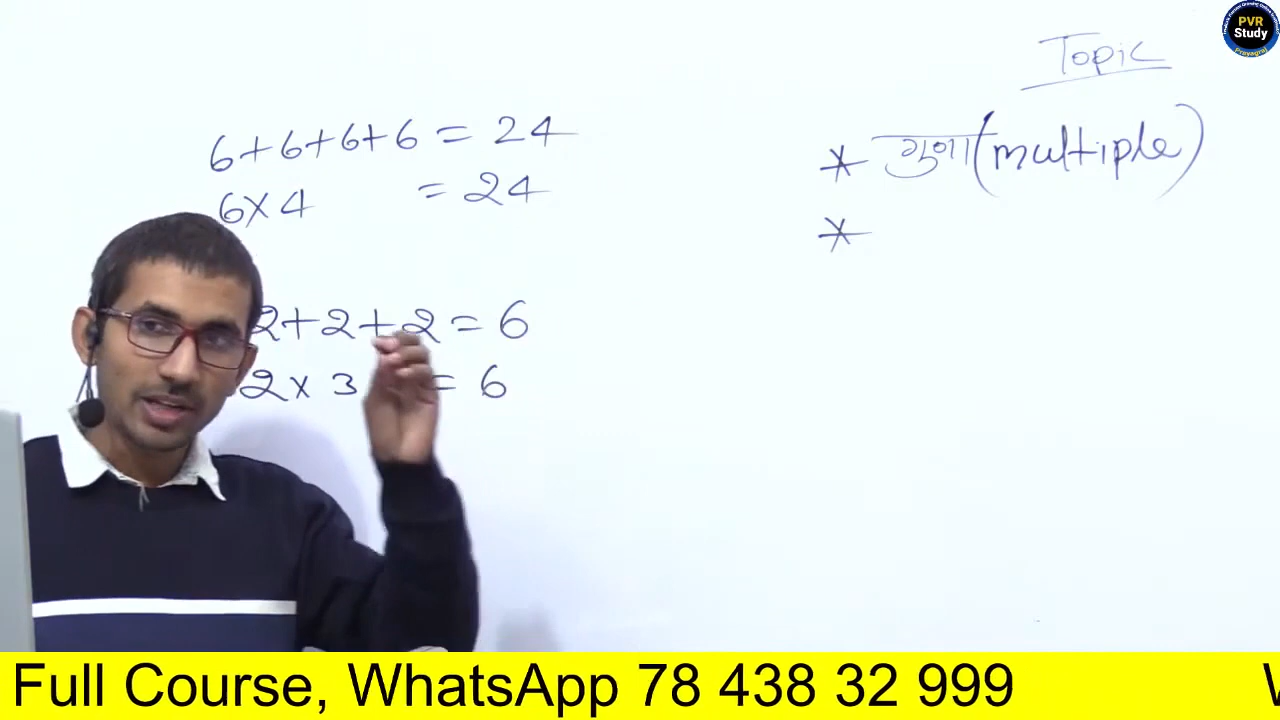 PVR
Study
Prayagraj
Topic
6+6+6+6 = 24
6×4 = 24
* गुणा (multiple)
*
2+2+2 = 6
2×3 = 6
Full Course, WhatsApp 78 438 32 999